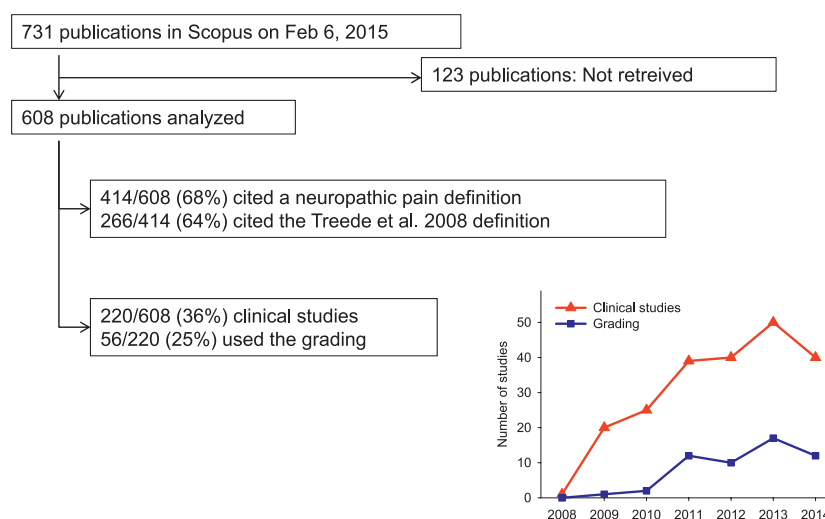 731 publications in Scopus on Feb 6, 2015
123 publications: Not retreived
608 publications analyzed
414/608 (68%) cited a neuropathic pain definition
266/414 (64%) cited the Treede et al. 2008 definition
220/608 (36%) clinical studies
56/220 (25%) used the grading
Clinical studies
Grading
Number of studies
50
40
30
20
10
0
2008 2009 2010 2011 2012 2013 2014